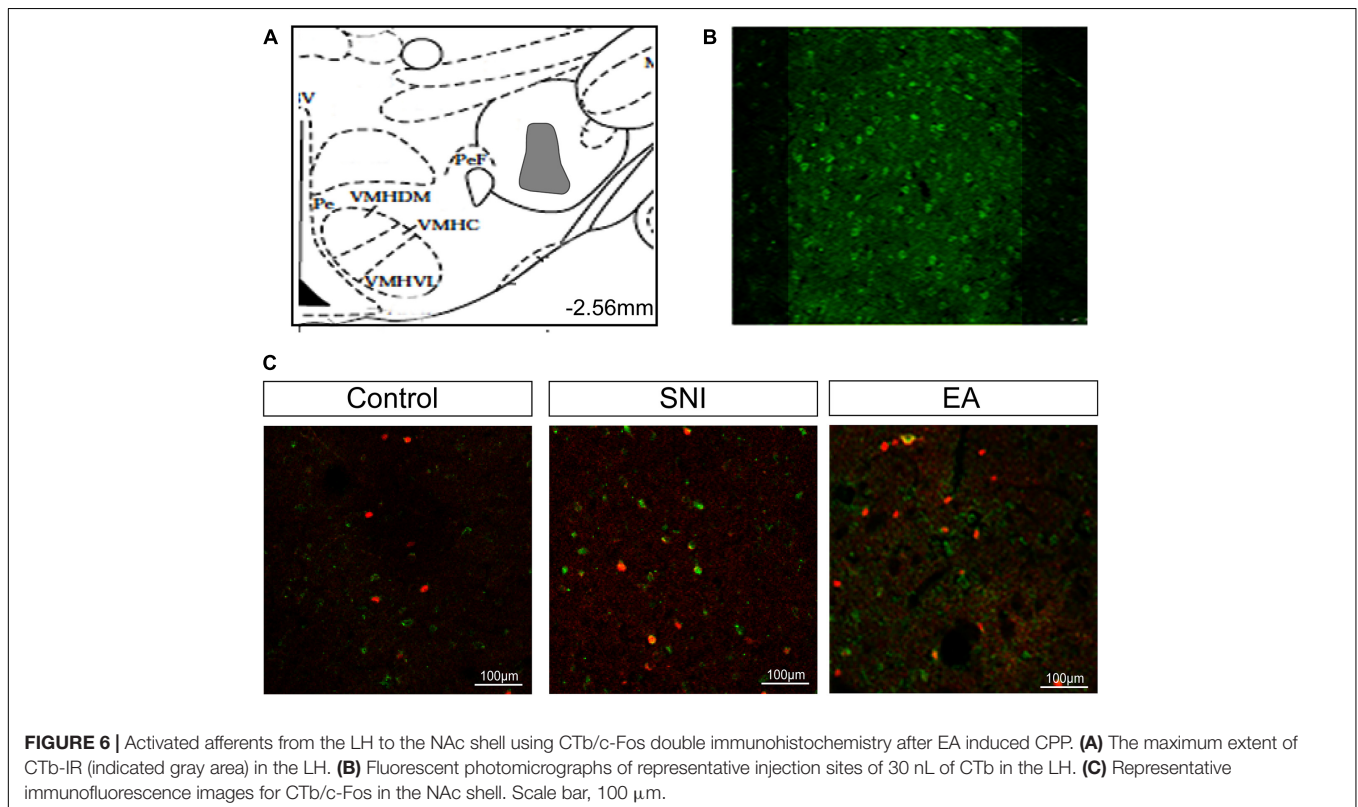 A
B
PeF
Pe
VMHDM
VMHC
VMHVL
-2.56mm
C
Control
SNI
EA
100μm
100μm
100μm
FIGURE 6 | Activated afferents from the LH to the NAc shell using CTb/c-Fos double immunohistochemistry after EA induced CPP. (A) The maximum extent of
CTb-IR (indicated gray area) in the LH. (B) Fluorescent photomicrographs of representative injection sites of 30 nL of CTb in the LH. (C) Representative
immunofluorescence images for CTb/c-Fos in the NAc shell. Scale bar, 100 μm.